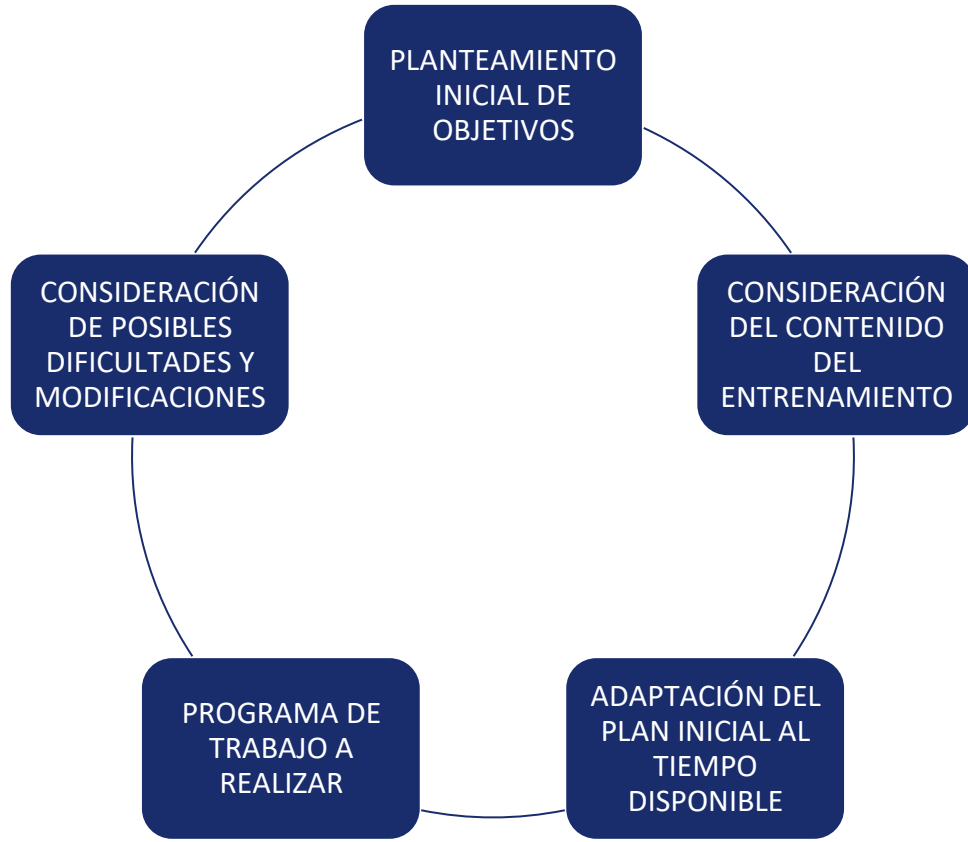 PLANTEAMIENTO
INICIAL DE
OBJETIVOS
CONSIDERACIÓN
DEL CONTENIDO
DEL
ENTRENAMIENTO
ADAPTACIÓN DEL
PLAN INICIAL AL
TIEMPO
DISPONIBLE
PROGRAMA DE
TRABAJO A
REALIZAR
CONSIDERACIÓN
DE POSIBLES
DIFICULTADES Y
MODIFICACIONES